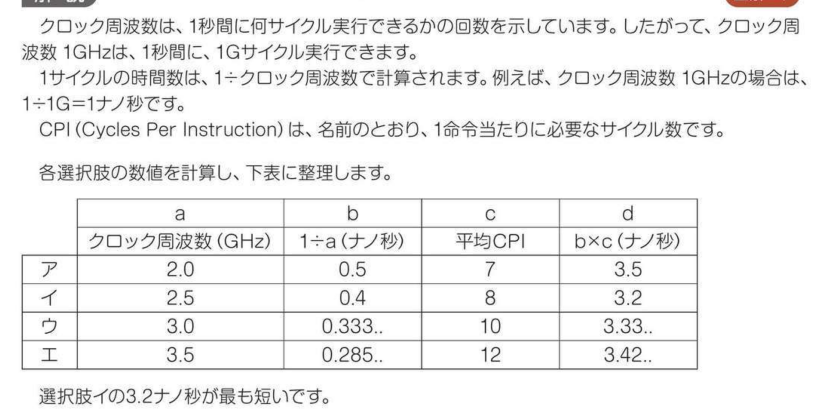 クロック周波数は、1秒間に何サイクル実行できるかの回数を示しています。したがって、クロック周
波数 1GHzは、1秒間に、1Gサイクル実行できます。
1サイクルの時間数は、1÷クロック周波数で計算されます。例えば、クロック周波数 1GHzの場合は、
1÷1G=1ナノ秒です。
CPI(Cycles Per Instruction)は、名前のとおり、1命令当たりに必要なサイクル数です。
各選択肢の数値を計算し、下表に整理します。
a b c d
クロック周波数(GHz) 1÷a(ナノ秒) 平均CPI b×c(ナノ秒)
ア 2.0 0.5 7 3.5
イ 2.5 0.4 8 3.2
ウ 3.0 0.333.. 10 3.33..
エ 3.5 0.285.. 12 3.42..
選択肢イの3.2ナノ秒が最も短いです。